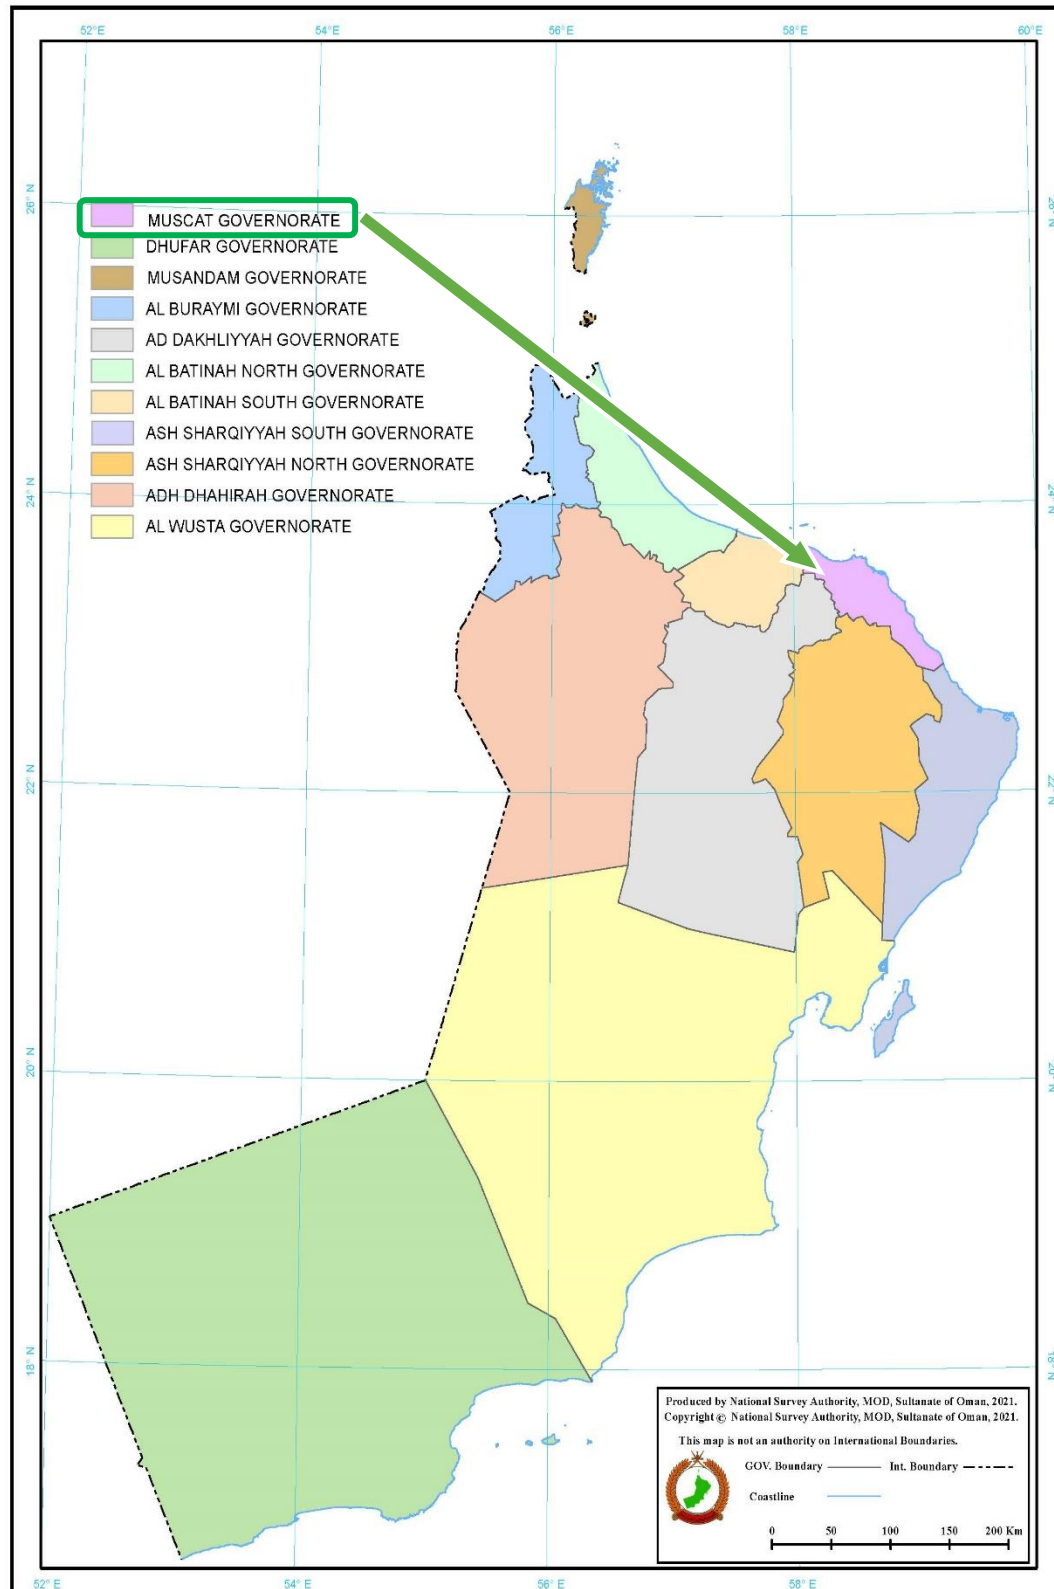 52° E 54° E 56° E 58° E 60° E
26° N
MUSCAT GOVERNORATE
DHUFAR GOVERNORATE
MUSANDAM GOVERNORATE
AL BURAYMI GOVERNORATE
AD DAKHLIYYAH GOVERNORATE
AL BATINAH NORTH GOVERNORATE
AL BATINAH SOUTH GOVERNORATE
ASH SHARQIYYAH SOUTH GOVERNORATE
ASH SHARQIYYAH NORTH GOVERNORATE
ADH DHAHIRAH GOVERNORATE
AL WUSTA GOVERNORATE
24° N
22° N
20° N
18° N
Produced by National Survey Authority, MOD, Sultanate of Oman, 2021.
Copyright © National Survey Authority, MOD, Sultanate of Oman, 2021.
This map is not an authority on International Boundaries.
GOV. Boundary Int. Boundary
Coastline
0 50 100 150 200 Km
52° E 54° E 56° E 58° E